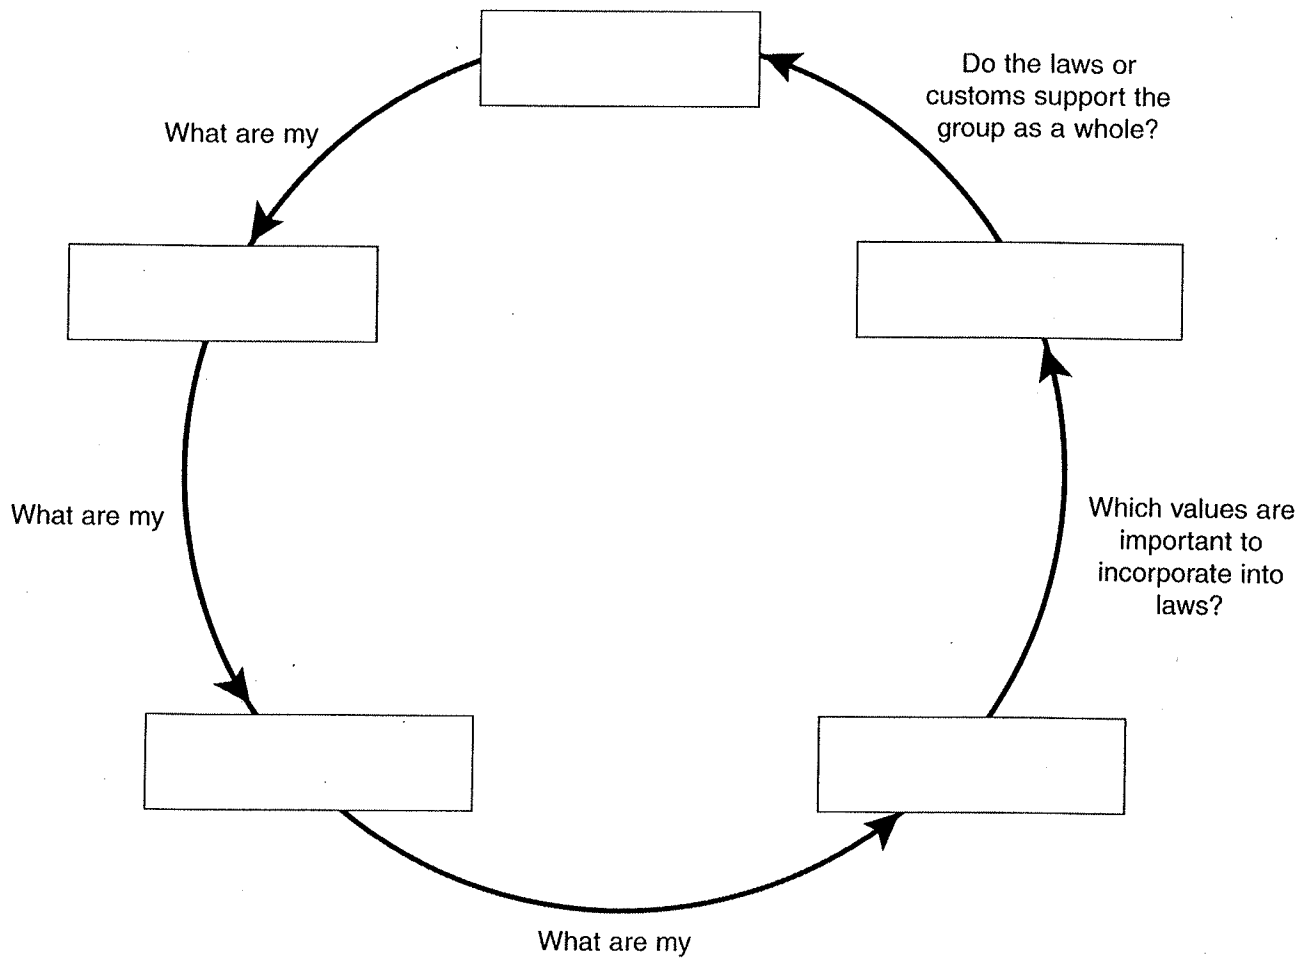 Do the laws or
customs support the
group as a whole?
What are my
What are my
Which values are
important to
incorporate into
laws?
What are my